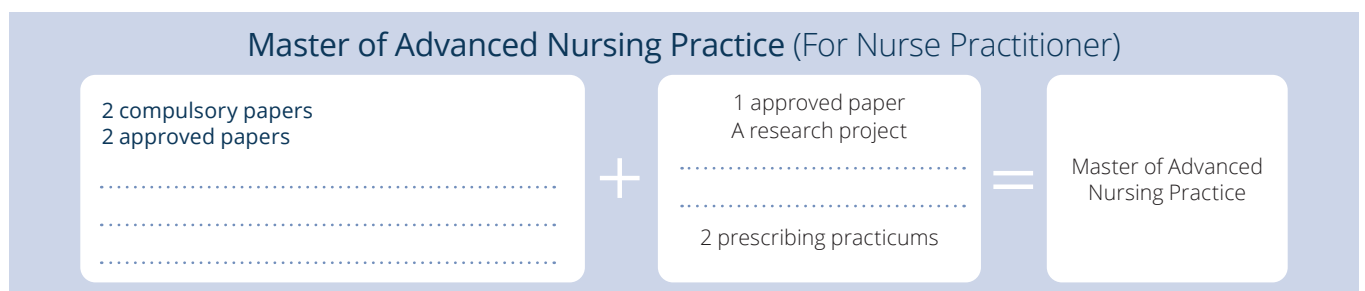 Master of Advanced Nursing Practice (For Nurse Practitioner)
2 compulsory papers
2 approved papers
+
1 approved paper
A research project
2 prescribing practicums
=
Master of Advanced
Nursing Practice